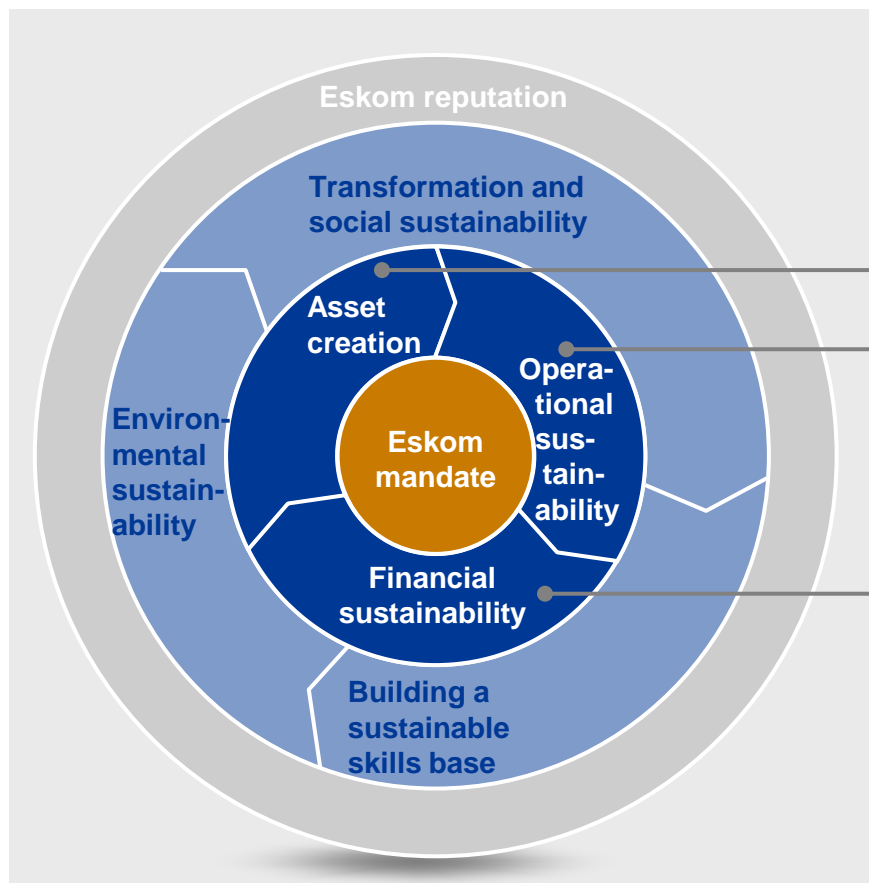 Eskom reputation
Transformation and
social sustainability
Asset
creation
Opera-
tional
sus-
tain-
ability
Environ-
mental
sustain-
ability
Eskom
mandate
Financial
sustainability
Building a
sustainable
skills base